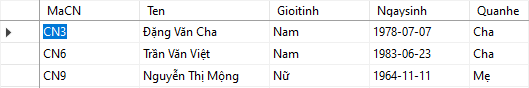 MaCN Ten Gioitinh Ngaysinh Quanhe
CN3 Đặng Văn Cha Nam 1978-07-07 Cha
CN6 Trần Văn Việt Nam 1983-06-23 Cha
CN9 Nguyễn Thị Mộng Nữ 1964-11-11 Mẹ